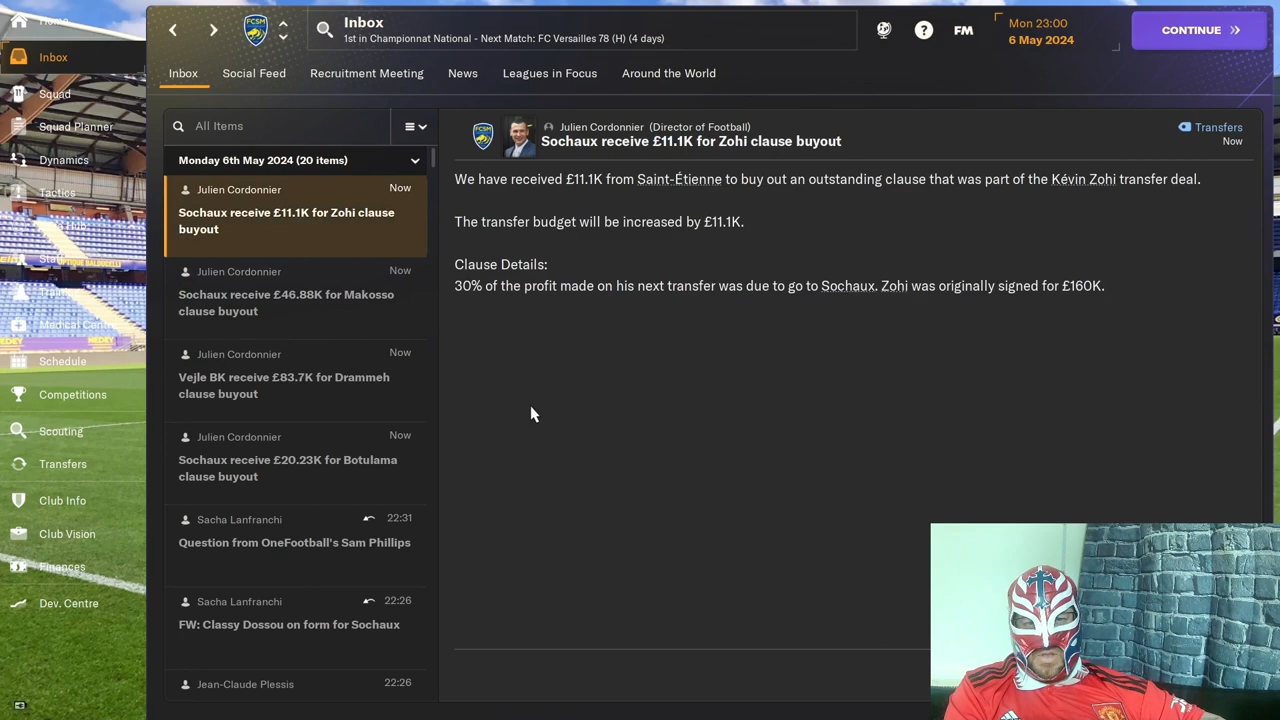 Home
Inbox
Squad
Squad Planner
Dynamics
Tactics
Medical Centre
Schedule
Competitions
Scouting
Transfers
Club Info
Club Vision
Finances
Dev. Centre
FCSM
Inbox
1st in Championnat National - Next Match: FC Versailles 78 (H) (4 days)
?
FM
Mon 23:00
6 May 2024
CONTINUE
Inbox
Social Feed
Recruitment Meeting
News
Leagues in Focus
Around the World
All Items
Monday 6th May 2024 (20 items)
Julien Cordonnier
Now
Sochaux receive £11.1K for Zohi clause
buyout
Julien Cordonnier
Now
Sochaux receive £46.88K for Makosso
clause buyout
Julien Cordonnier
Now
Vejle BK receive £83.7K for Drammeh
clause buyout
Julien Cordonnier
Now
Sochaux receive £20.23K for Botulama
clause buyout
Sacha Lanfranchi
22:31
Question from OneFootball's Sam Phillips
Sacha Lanfranchi
22:26
FW: Classy Dossou on form for Sochaux
Jean-Claude Plessis
22:26
FCSM
Julien Cordonnier (Director of Football)
Sochaux receive £11.1K for Zohi clause buyout
Transfers
Now
We have received £11.1K from Saint-Étienne to buy out an outstanding clause that was part of the Kévin Zohi transfer deal.
The transfer budget will be increased by £11.1K.
Clause Details:
30% of the profit made on his next transfer was due to go to Sochaux. Zohi was originally signed for £160K.